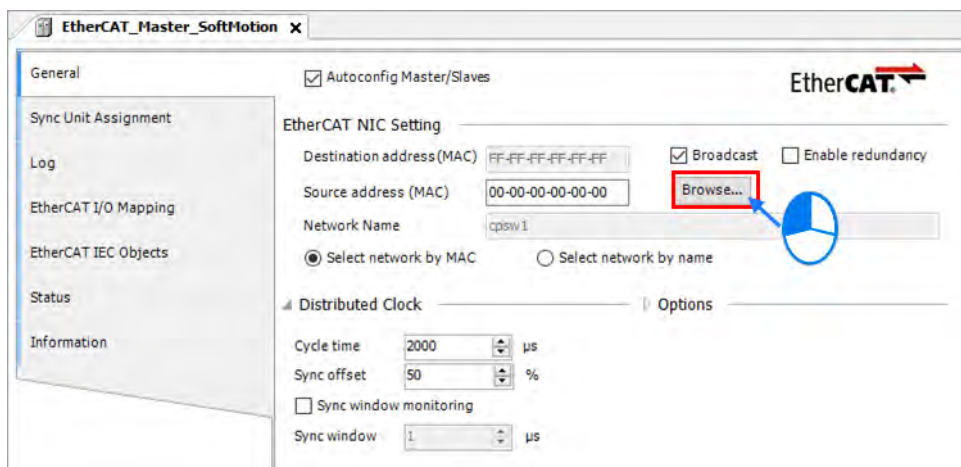 EtherCAT_Master_SoftMotion x
General
Autoconfig Master/Slaves
EtherCAT.
Sync Unit Assignment
EtherCAT NIC Setting
Log
Destination address(MAC) FF-FF-FF-FF-FF-FF Broadcast Enable redundancy
Source address (MAC) 00-00-00-00-00-00 Browse...
EtherCAT I/O Mapping
Network Name cpsw1
EtherCAT IEC Objects
Select network by MAC Select network by name
Status
Distributed Clock Options
Information
Cycle time 2000 µs
Sync offset 50 %
Sync window monitoring
Sync window 1 µs